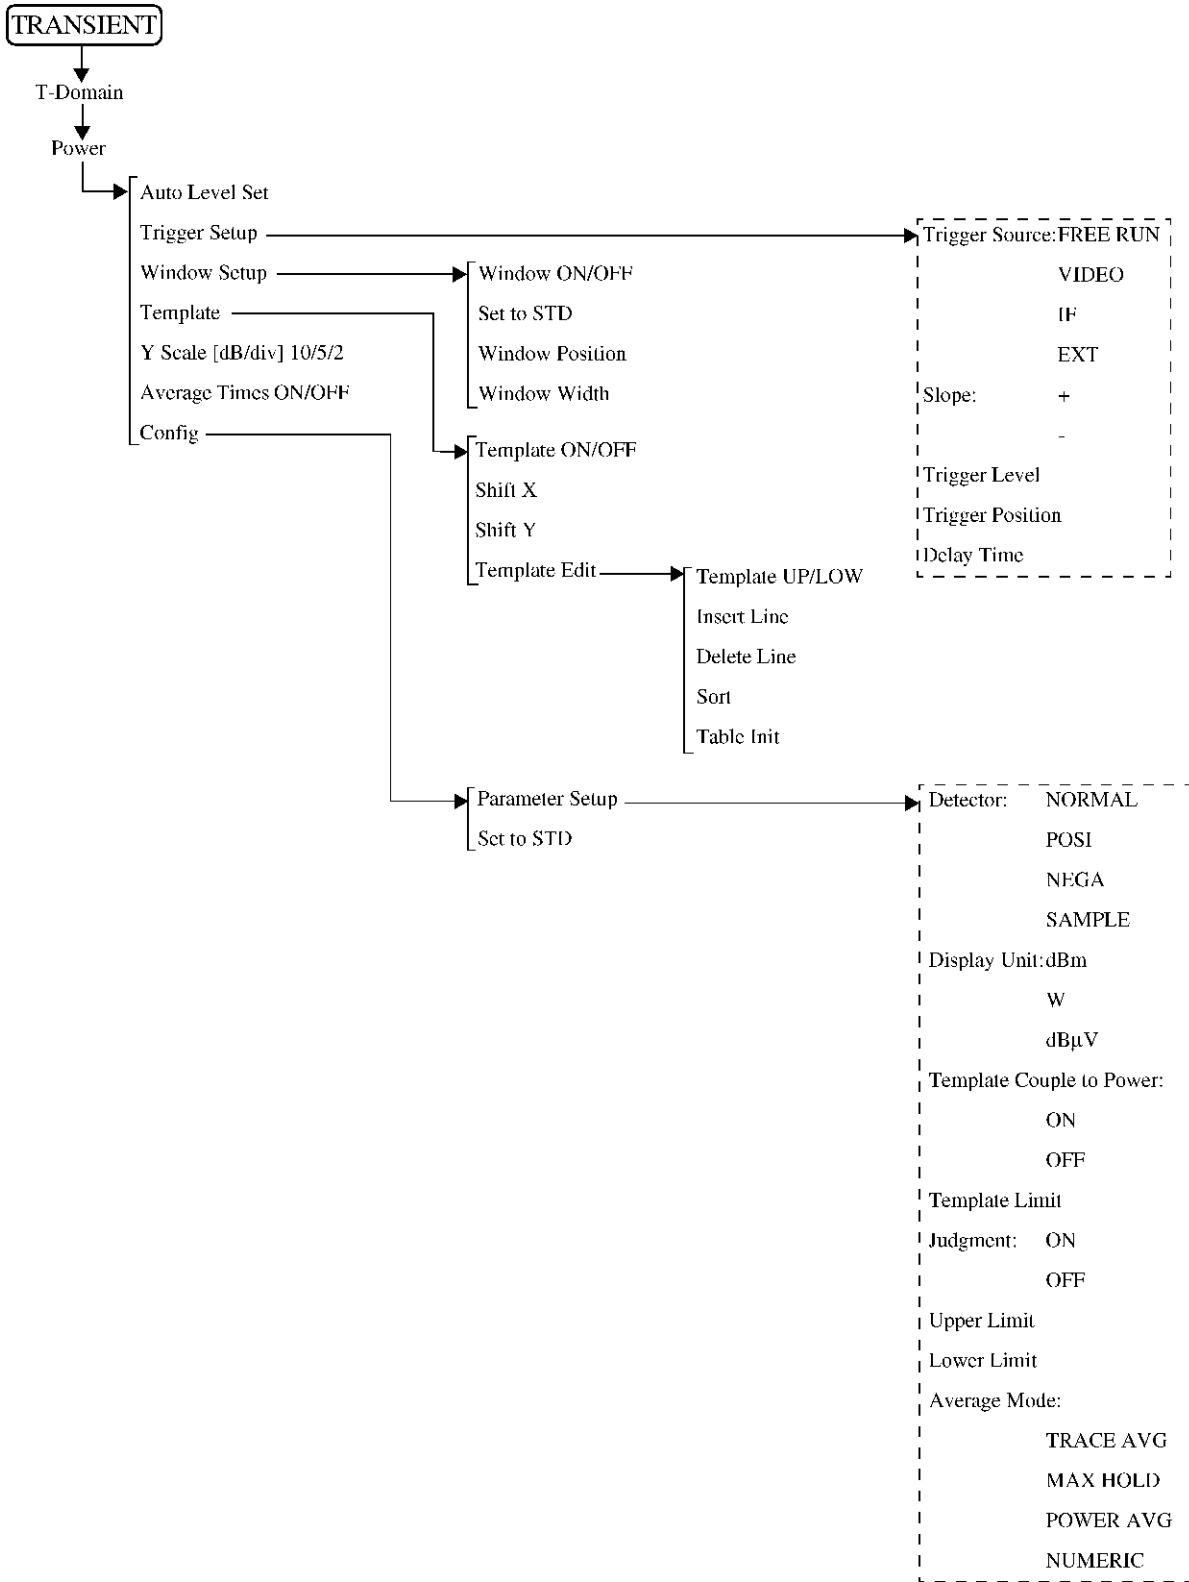 TRANSIENT
T-Domain
Power
Auto Level Set
Trigger Setup
Window Setup
Template
Y Scale [dB/div] 10/5/2
Average Times ON/OFF
Config
Window ON/OFF
Set to STD
Window Position
Window Width
Template ON/OFF
Shift X
Shift Y
Template Edit
Template UP/LOW
Insert Line
Delete Line
Sort
Table Init
Trigger Source: FREE RUN
VIDEO
IF
EXT
Slope: +
-
Trigger Level
Trigger Position
Delay Time
Parameter Setup
Set to STD
Detector: NORMAL
POSI
NEGA
SAMPLE
Display Unit: dBm
W
dBμV
Template Couple to Power:
ON
OFF
Template Limit
Judgment: ON
OFF
Upper Limit
Lower Limit
Average Mode:
TRACE AVG
MAX HOLD
POWER AVG
NUMERIC